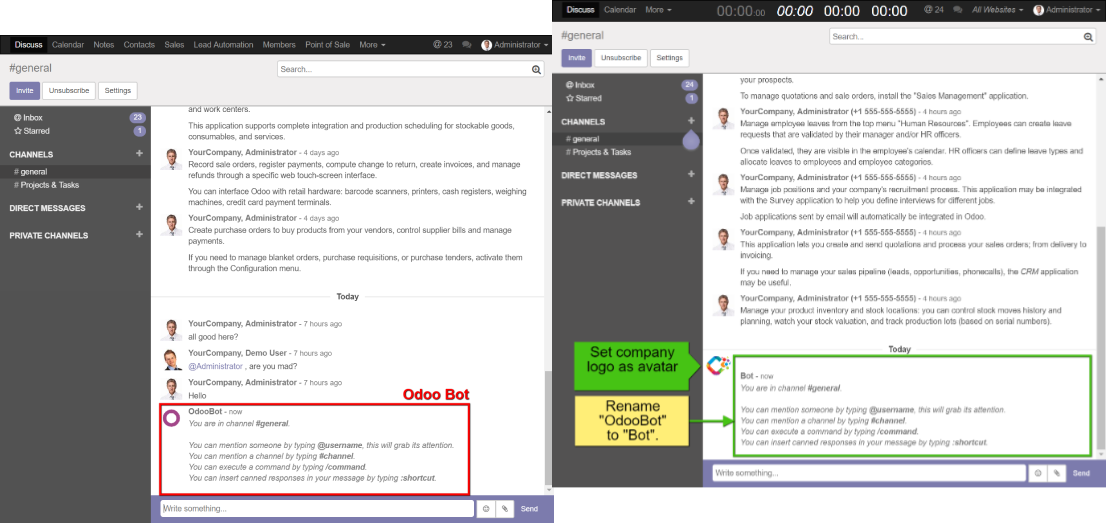 Discuss Calendar Notes Contacts Sales Lead Automation Members Point of Sale More @ 23 Administrator
#general
Search...
Invite Unsubscribe Settings
@ Inbox 23
Starred 1
CHANNELS +
# general
# Projects & Tasks
DIRECT MESSAGES +
PRIVATE CHANNELS +
and work centers.
This application supports complete integration and production scheduling for stockable goods,
consumables, and services.
YourCompany, Administrator - 4 days ago
Record sale orders, register payments, compute change to return, create invoices, and manage
refunds through a specific web touch-screen interface.
You can interface Odoo with retail hardware: barcode scanners, printers, cash registers, weighing
machines, credit card payment terminals.
YourCompany, Administrator - 4 days ago
Create purchase orders to buy products from your vendors, control supplier bills and manage
payments.
If you need to manage blanket orders, purchase requisitions, or purchase tenders, activate them
through the Configuration menu.
Today
YourCompany, Administrator - 7 hours ago
all good here?
YourCompany, Demo User - 7 hours ago
@Administrator , are you mad?
YourCompany, Administrator - 7 hours ago
Hello
Odoo Bot
OdooBot - now
You are in channel #general.
You can mention someone by typing @username, this will grab its attention.
You can mention a channel by typing #channel.
You can execute a command by typing /command.
You can insert canned responses in your message by typing :shortcut.
Write something...
Send
Discuss Calendar More 00:00:00 00:00 00:00 00:00 @ 24 All Websites Administrator
#general
Search...
Invite Unsubscribe Settings
@ Inbox 24
Starred 1
CHANNELS +
# general
# Projects & Tasks
DIRECT MESSAGES +
PRIVATE CHANNELS +
your prospects.
To manage quotations and sale orders, install the "Sales Management" application.
YourCompany, Administrator (+1 555-555-5555) - 4 hours ago
Manage employee leaves from the top menu "Human Resources". Employees can create leave
requests that are validated by their manager and/or HR officers.
Once validated, they are visible in the employee's calendar. HR officers can define leave types and
allocate leaves to employees and employee categories.
YourCompany, Administrator (+1 555-555-5555) - 4 hours ago
Manage job positions and your company's recruitment process. This application may be integrated
with the Survey application to help you define interviews for different jobs.
Job applications sent by email will automatically be integrated in Odoo.
YourCompany, Administrator (+1 555-555-5555) - 4 hours ago
This application lets you create and send quotations and process your sales orders; from delivery to
invoicing.
If you need to manage your sales pipeline (leads, opportunities, phonecalls), the CRM application
may be useful.
YourCompany, Administrator (+1 555-555-5555) - 4 hours ago
Manage your product inventory and stock locations: you can control stock moves history and
planning, watch your stock valuation, and track production lots (based on serial numbers).
Today
Set company
logo as avatar
Rename
"OdooBot"
to "Bot".
Bot - now
You are in channel #general.
You can mention someone by typing @username, this will grab its attention.
You can mention a channel by typing #channel.
You can execute a command by typing /command.
You can insert canned responses in your message by typing :shortcut.
Write something...
Send